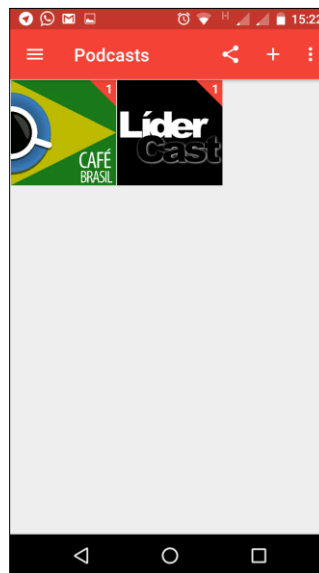 H 15:22
Podcasts
1
1
CAFÉ
BRASIL
Líder
Cast